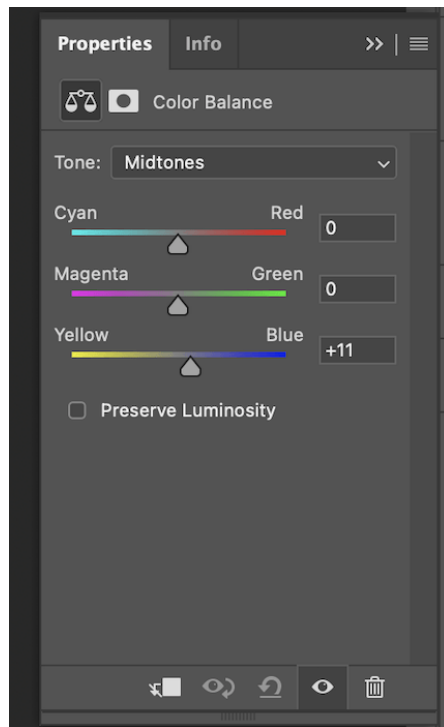 Properties Info
Color Balance
Tone: Midtones
Cyan Red 0
Magenta Green 0
Yellow Blue +11
Preserve Luminosity